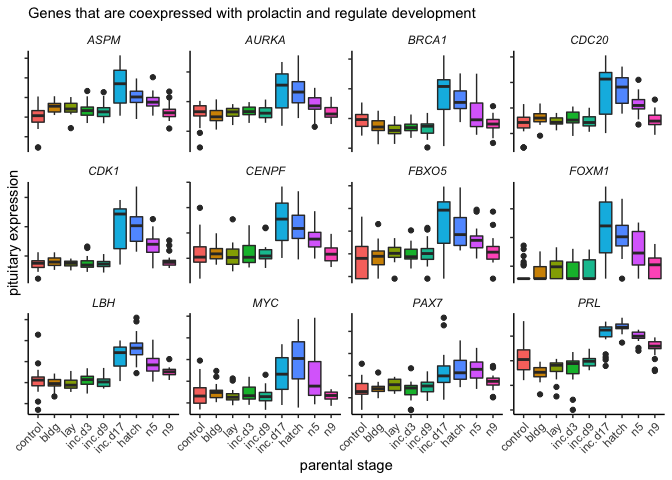 Genes that are coexpressed with prolactin and regulate development
ASPM AURKA BRCA1 CDC20
CDK1 CENPF FBXO5 FOXM1
LBH MYC PAX7 PRL
pituitary expression
control bldg lay inc.d3 inc.d9 inc.d17 hatch n5 n9 control bldg lay inc.d3 inc.d9 inc.d17 hatch n5 n9 control bldg lay inc.d3 inc.d9 inc.d17 hatch n5 n9 control bldg lay inc.d3 inc.d9 inc.d17 hatch n5 n9
parental stage